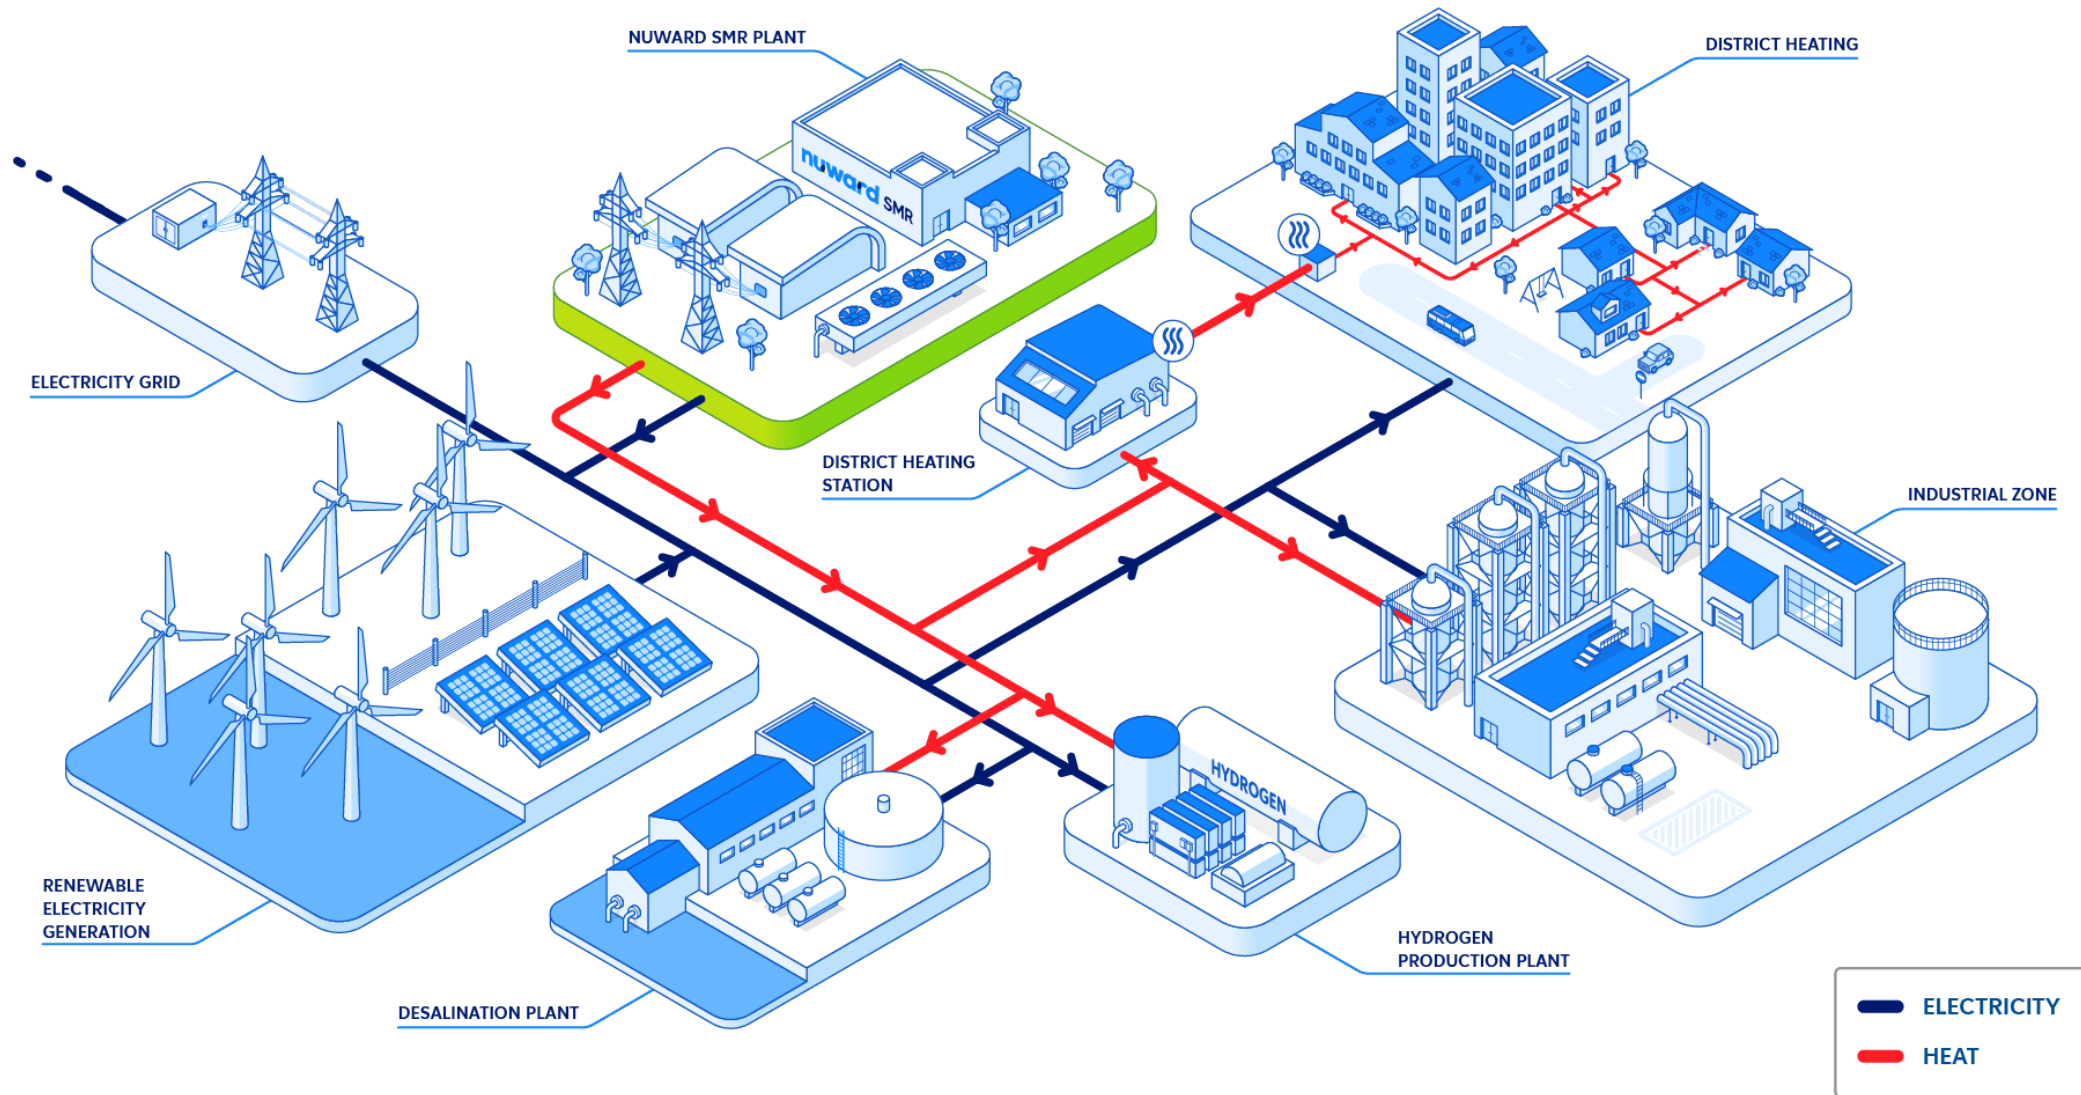 NUWARD SMR PLANT
DISTRICT HEATING
nuward SMR
ELECTRICITY GRID
DISTRICT HEATING
STATION
INDUSTRIAL ZONE
HYDROGEN
RENEWABLE
ELECTRICITY
GENERATION
HYDROGEN
PRODUCTION PLANT
DESALINATION PLANT
ELECTRICITY
HEAT